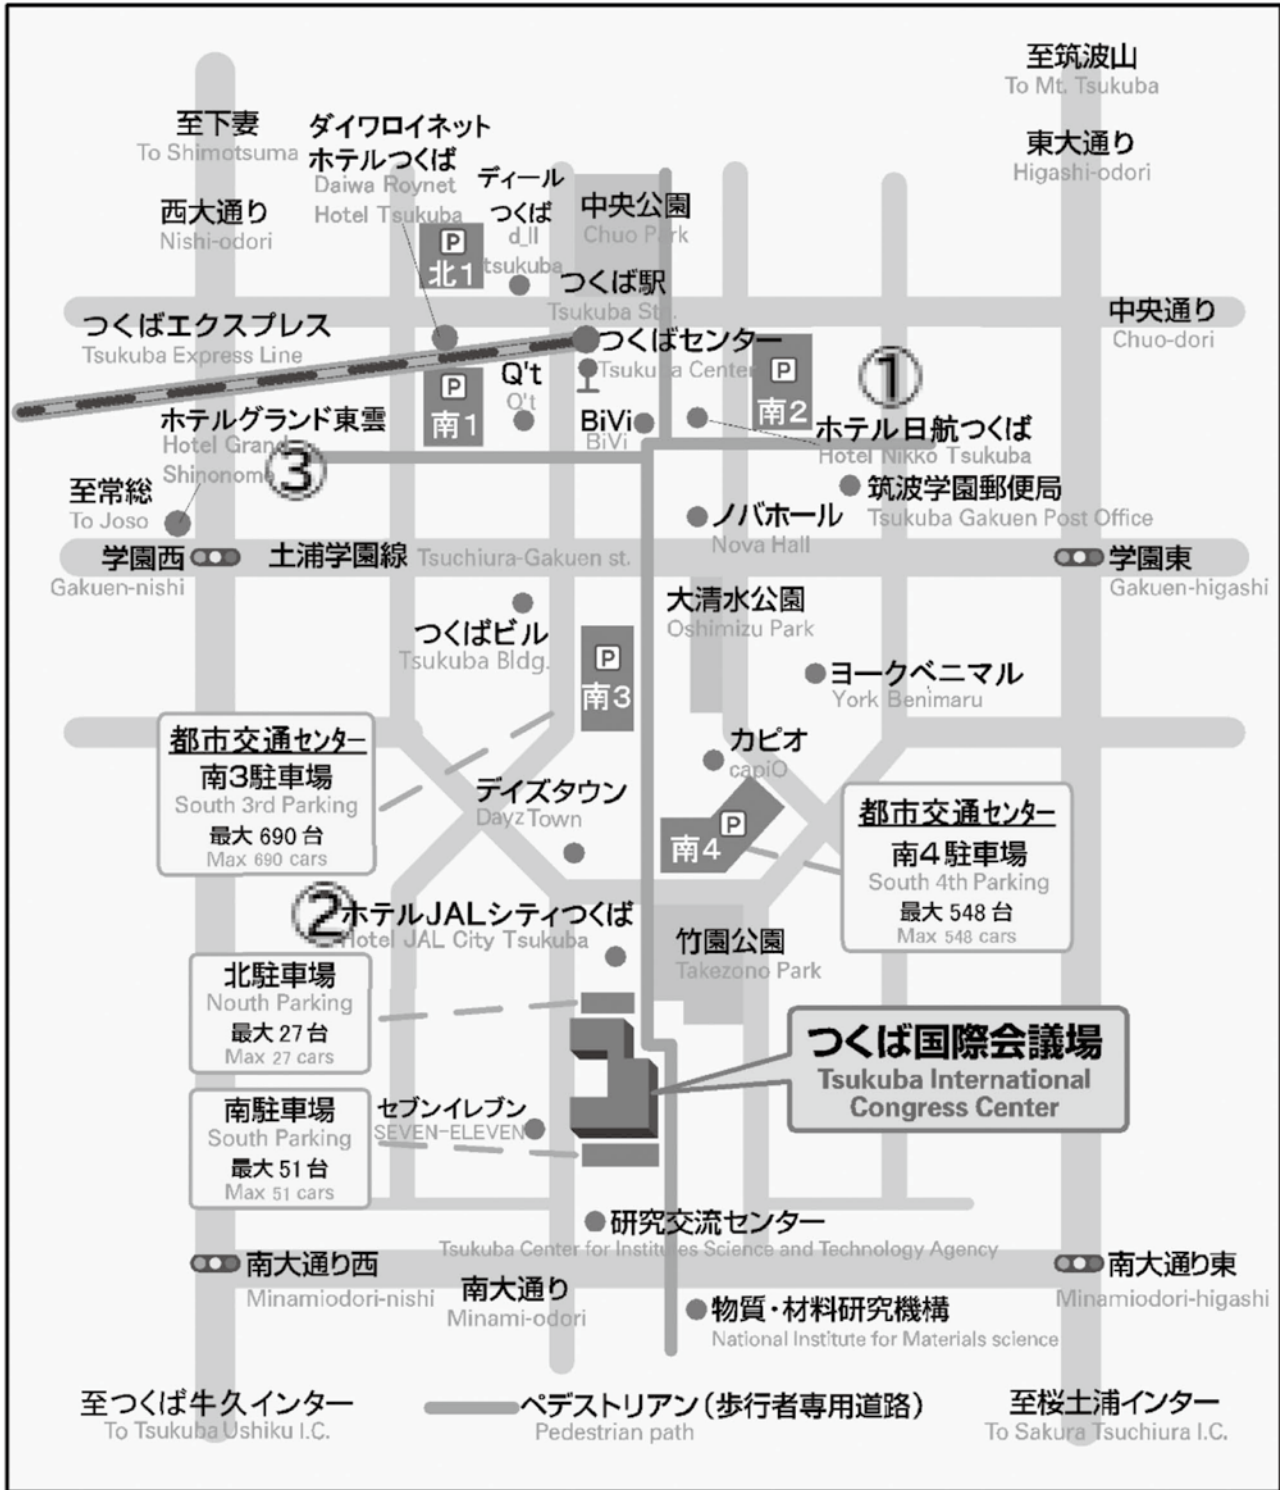 至筑波山
To Mt. Tsukuba
至下妻
To Shimotsuma
ダイワロイネット
ホテルつくば
Daiwa Roynet
Hotel Tsukuba
東大通り
Higashi-odori
ディール
つくば
d_ll
tsukuba
中央公園
Chuo Park
西大通り
Nishi-odori
P
北1
つくば駅
Tsukuba Stn.
中央通り
Chuo-dori
つくばエクスプレス
Tsukuba Express Line
つくばセンター
Tsukuba Center
P
南1
Q't
Q't
P
南2
①
ホテルグランド東雲
Hotel Grand
Shinonome
③
BiVi
BiVi
ホテル日航つくば
Hotel Nikko Tsukuba
至常総
To Joso
筑波学園郵便局
Tsukuba Gakuen Post Office
ノバホール
Nova Hall
学園西
Gakuen-nishi
土浦学園線 Tsuchiura-Gakuen st.
学園東
Gakuen-higashi
大清水公園
Oshimizu Park
つくばビル
Tsukuba Bldg.
P
南3
ヨークベニマル
York Benimaru
都市交通センター
南3駐車場
South 3rd Parking
最大 690 台
Max 690 cars
カピオ
capiO
デイズタウン
Dayz Town
P
南4
都市交通センター
南4駐車場
South 4th Parking
最大 548 台
Max 548 cars
②
ホテルJALシティつくば
Hotel JAL City Tsukuba
竹園公園
Takezono Park
北駐車場
Nouth Parking
最大 27 台
Max 27 cars
つくば国際会議場
Tsukuba International
Congress Center
南駐車場
South Parking
最大 51 台
Max 51 cars
セブンイレブン
SEVEN-ELEVEN
研究交流センター
Tsukuba Center for Institutes Science and Technology Agency
南大通り西
Minamiodori-nishi
南大通り
Minami-odori
南大通り東
Minamiodori-higashi
物質・材料研究機構
National Institute for Materials science
至つくば牛久インター
To Tsukuba Ushiku I.C.
ペデストリアン(歩行者専用道路)
Pedestrian path
至桜土浦インター
To Sakura Tsuchiura I.C.